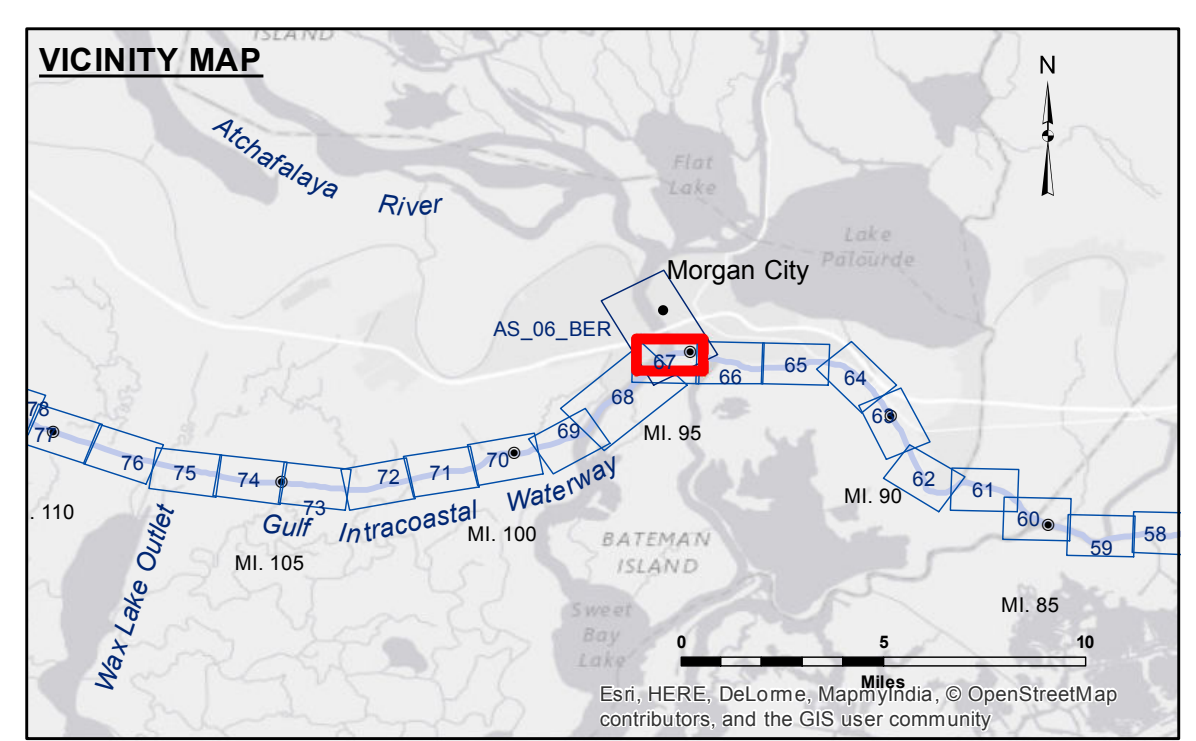 ISLAND
VICINITY MAP
N
Atchafalaya
River
Flat
Lake
Lake
Palourde
Morgan City
AS_06_BER
67
66
65
64
63
62
61
60
59
58
68
69
70
71
72
73
74
75
76
77
78
MI. 95
MI. 90
MI. 85
MI. 100
MI. 105
. 110
Gulf Intracoastal Waterway
Wax Lake Outlet
BATEMAN
ISLAND
Sweet
Bay
Lake
0 5 10
Miles
Esri, HERE, DeLorme, MapmyIndia, © OpenStreetMap
contributors, and the GIS user community